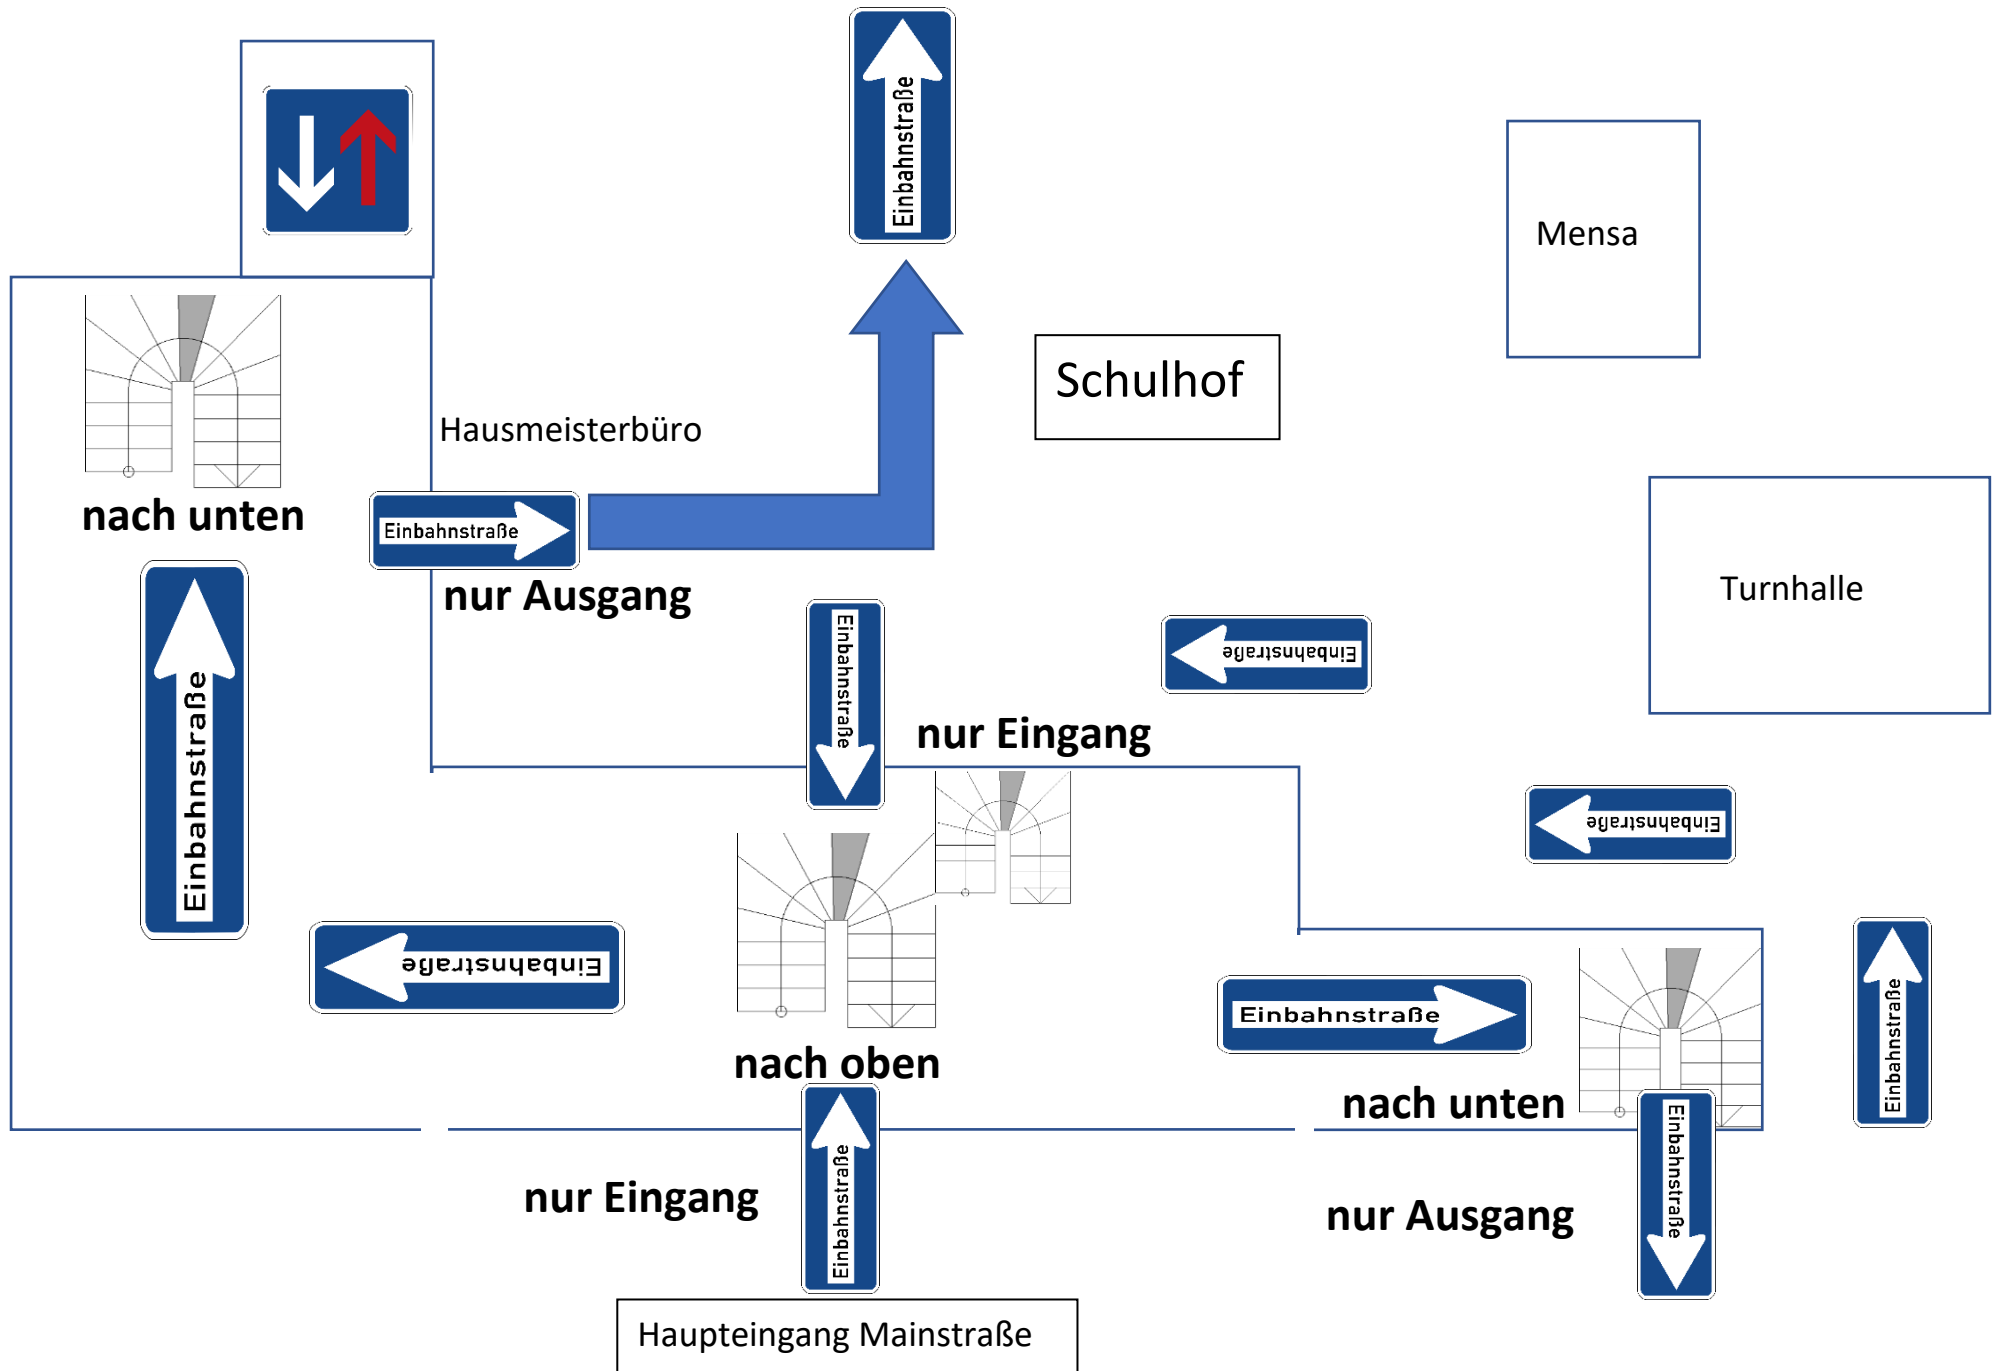 Einbahnstraße
Mensa
Schulhof
Hausmeisterbüro
nach unten
Einbahnstraße
nur Ausgang
Turnhalle
Einbahnstraße
Einbahnstraße
Einbahnstraße
nur Eingang
Einbahnstraße
Einbahnstraße
Einbahnstraße
Einbahnstraße
nach oben
nach unten
Einbahnstraße
Einbahnstraße
nur Eingang
Einbahnstraße
nur Ausgang
Haupteingang Mainstraße